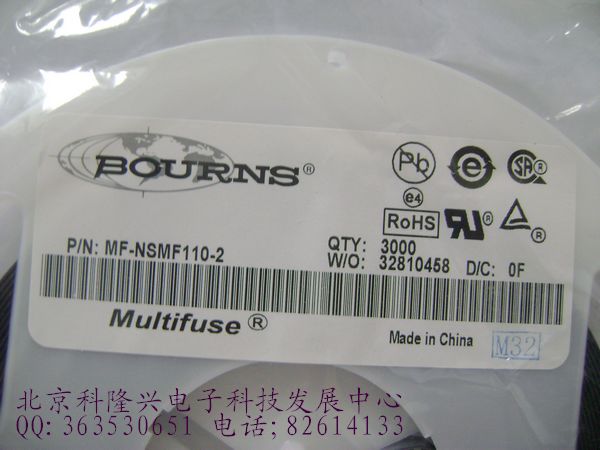 BOURNS®
Pb
e
SA®
e4
RoHS
®
®
P/N: MF-NSMF110-2
QTY: 3000
W/O: 32810458 D/C: 0F
Multifuse®
Made in China
M32
北京科隆兴电子科技发展中心
QQ:363530651 电话;82614133